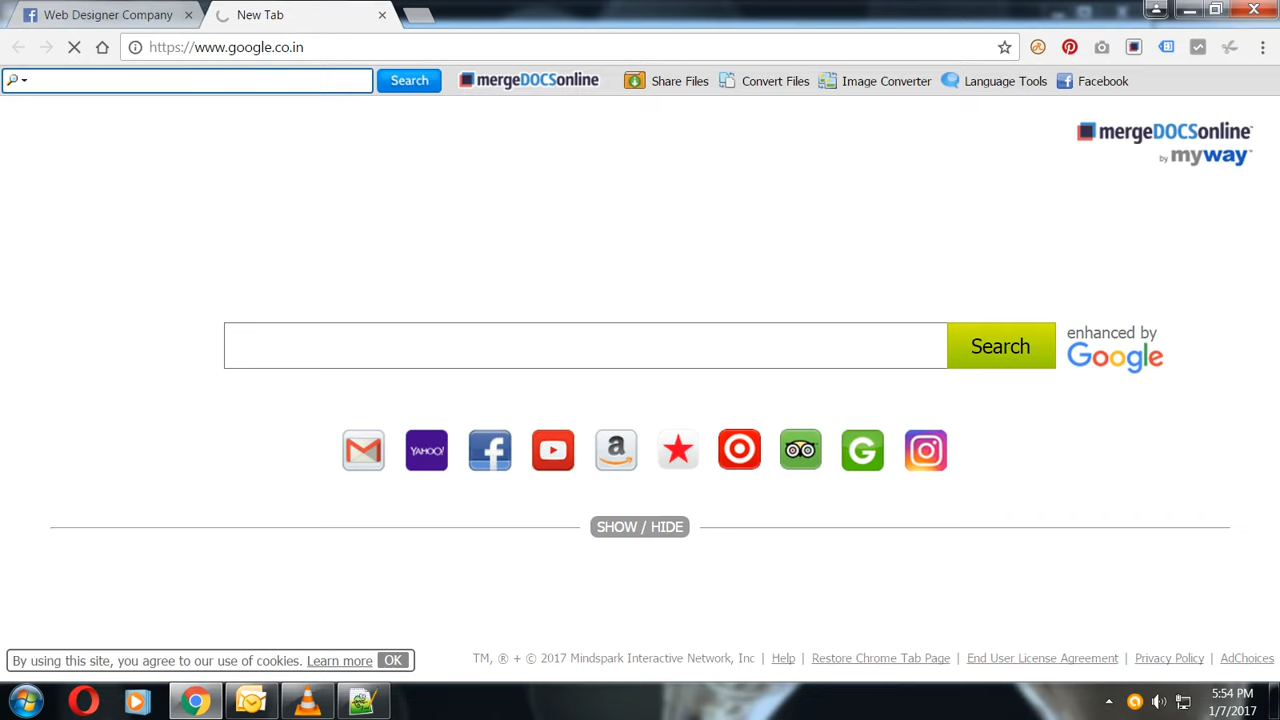 Web Designer Company
New Tab
https://www.google.co.in
Search
mergeDOCSonline
Share Files
Convert Files
Image Converter
Language Tools
Facebook
mergeDOCSonline™
by myway™
Search
enhanced by
Google
YAHOO!
a
G
SHOW / HIDE
By using this site, you agree to our use of cookies. Learn more OK
TM, ® + © 2017 Mindspark Interactive Network, Inc | Help | Restore Chrome Tab Page | End User License Agreement | Privacy Policy | AdChoices
5:54 PM
1/7/2017